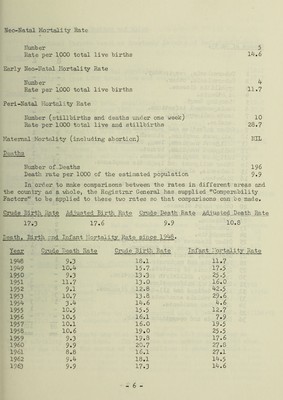 Neo-Natal Mortality Rate
Number 5
Rate per 1000 total live births 14.6
Early Neo-Natal Mortality Rate
Number 4
Rate per 1000 total live births 11.7
Peri-Natal Mortality Rate
Number (stillbirths and deaths under one week) 10
Rate per 1000 total live and stillbirths 28.7
Maternal Mortality (including abortion) NIL
Deaths
Number of Deaths 196
Death rate per 1000 of the estimated population 9.9
In order to make comparisons between the rates in different areas and
the country as a whole, the Registrar General has supplied "Comparability
Factors" to be applied to these two rates so that comparisons can be made.
Crude Birth Rate Adjusted Birth Rate Crude Death Rate Adjusted Death Rate
17.3 17.6 9.9 10.8
Death, Birth and Infant Mortality Rate since 1948.
Year Crude Death Rate Crude Birth Rate Infant Mortality Rate
1948 9.3 18.1 11.7
1949 10.4 15.7 17.5
1950 9.3 13.3 25.5
1951 11.7 13.0 16.0
1952 9.1 12.8 42.5
1953 10.7 13.8 29.6
1954 14.6 4.6
1955 10.5 15.5 12.7
1956 10.5 16.1 7.9
1957 10.1 16.0 19.5
1958 10.6 19.0 25.5
1959 9.3 19.8 17.6
1960 9.9 20.7 27.8
1961 8.8 16.1 27.1
1962 9.4 18.1 14.5
1963 9.9 17.3 14.6
- 6 -